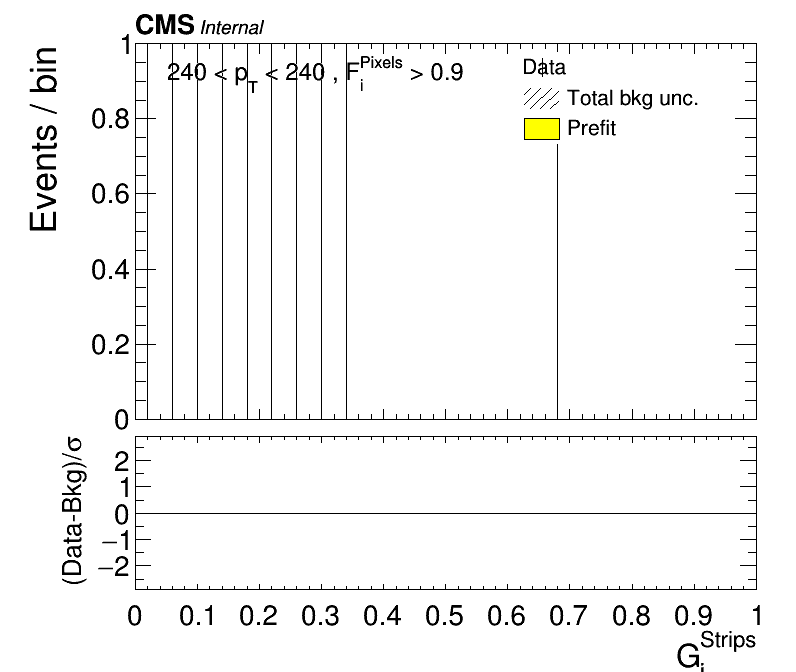 CMS Internal
240 < p_T < 240 , F_i^Pixels > 0.9
Data
Total bkg unc.
Prefit
Events / bin
1
0.8
0.6
0.4
0.2
0
(Data-Bkg)/σ
2
1
0
−1
−2
0 0.1 0.2 0.3 0.4 0.5 0.6 0.7 0.8 0.9 1
G_i^Strips